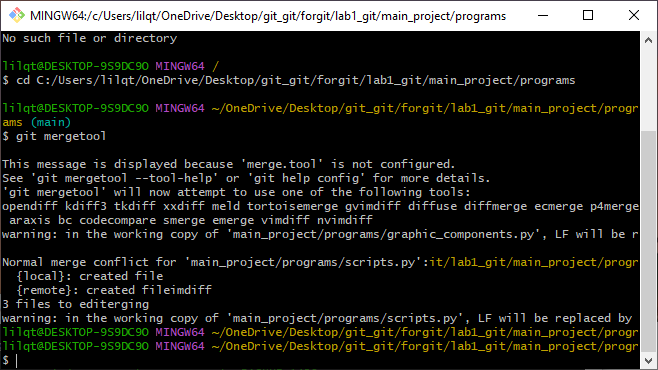 MINGW64:/c/Users/lilqt/OneDrive/Desktop/git_git/forgit/lab1_git/main_project/programs
No such file or directory
lilqt@DESKTOP-9S9DC9O MINGW64 /
$ cd C:/Users/lilqt/OneDrive/Desktop/git_git/forgit/lab1_git/main_project/programs
lilqt@DESKTOP-9S9DC9O MINGW64 ~/OneDrive/Desktop/git_git/forgit/lab1_git/main_project/progr
ams (main)
$ git mergetool
This message is displayed because 'merge.tool' is not configured.
See 'git mergetool --tool-help' or 'git help config' for more details.
'git mergetool' will now attempt to use one of the following tools:
opendiff kdiff3 tkdiff xxdiff meld tortoisemerge gvimdiff diffuse diffmerge ecmerge p4merge
araxis bc codecompare smerge emerge vimdiff nvimdiff
warning: in the working copy of 'main_project/programs/graphic_components.py', LF will be r
Normal merge conflict for 'main_project/programs/scripts.py':it/lab1_git/main_project/progr
{local}: created file
{remote}: created fileimdiff
3 files to editerging
warning: in the working copy of 'main_project/programs/scripts.py', LF will be replaced by
lilqt@DESKTOP-9S9DC9O MINGW64 ~/OneDrive/Desktop/git_git/forgit/lab1_git/main_project/progr
lilqt@DESKTOP-9S9DC9O MINGW64 ~/OneDrive/Desktop/git_git/forgit/lab1_git/main_project/progr
$